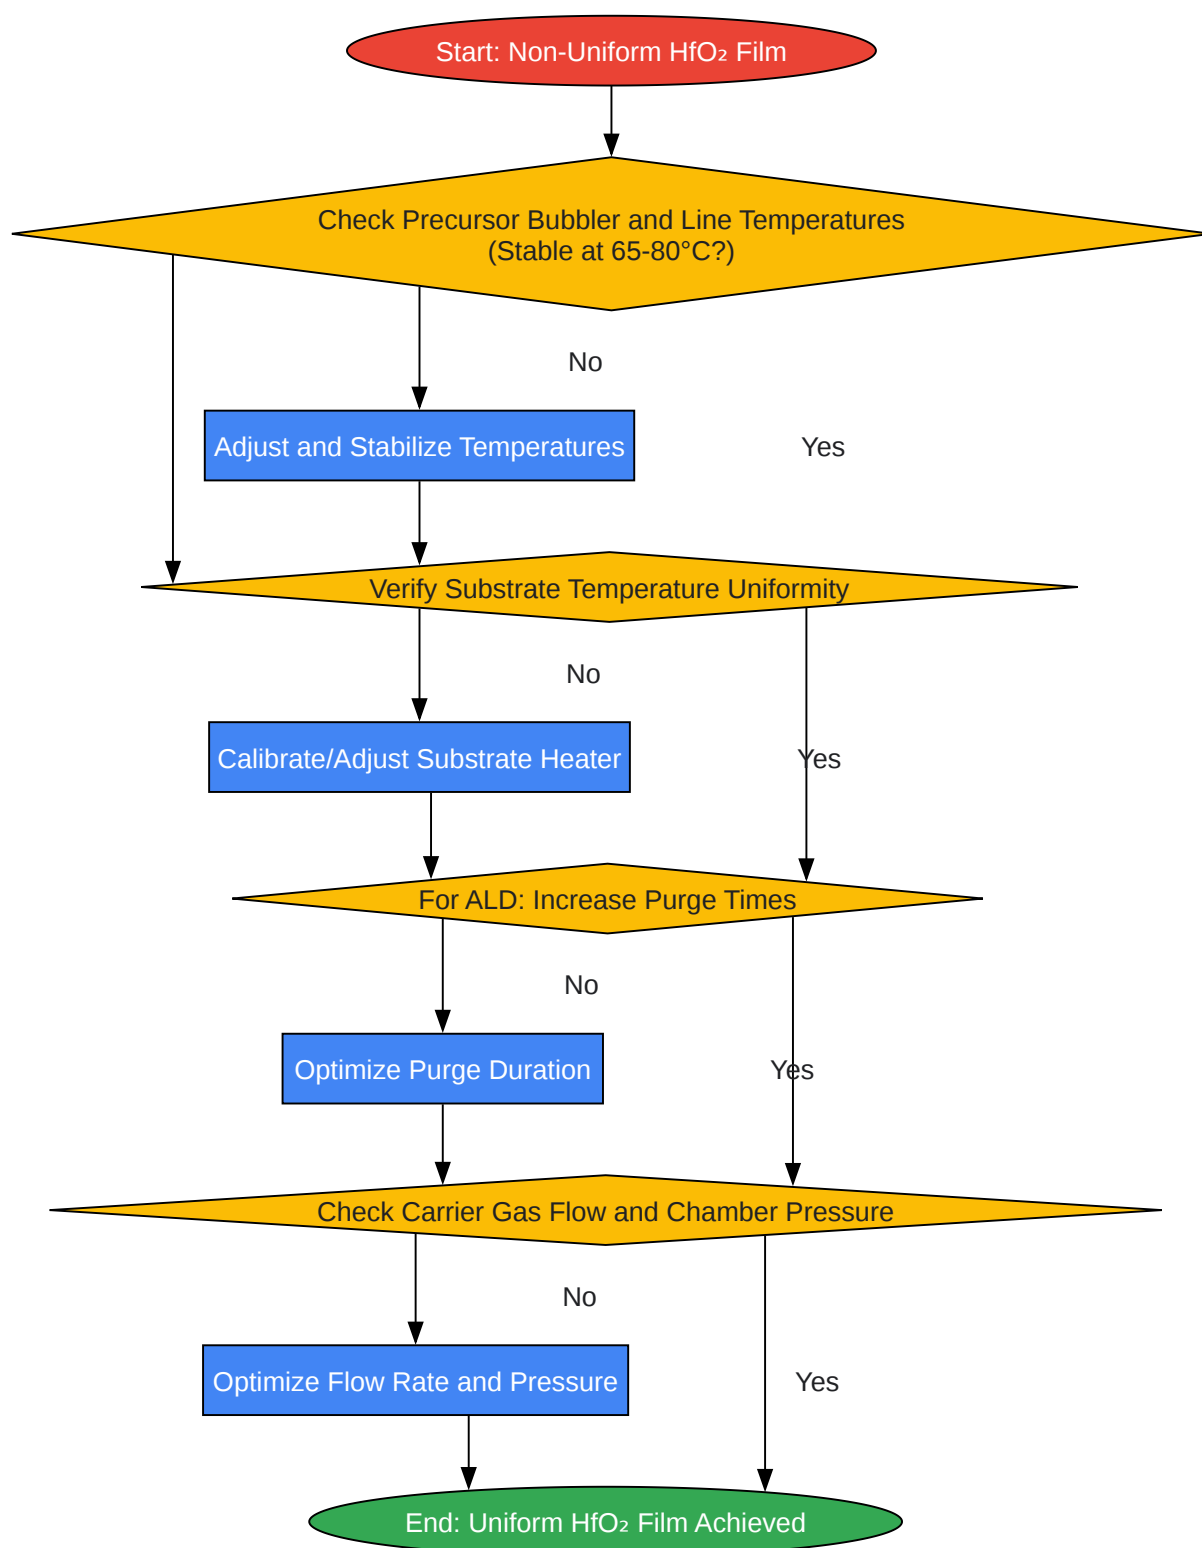 Start: Non-Uniform HfO₂ Film
Check Precursor Bubbler and Line Temperatures
(Stable at 65-80°C?)
No
Adjust and Stabilize Temperatures
Yes
Verify Substrate Temperature Uniformity
No
Calibrate/Adjust Substrate Heater
Yes
For ALD: Increase Purge Times
No
Optimize Purge Duration
Yes
Check Carrier Gas Flow and Chamber Pressure
No
Optimize Flow Rate and Pressure
Yes
End: Uniform HfO₂ Film Achieved